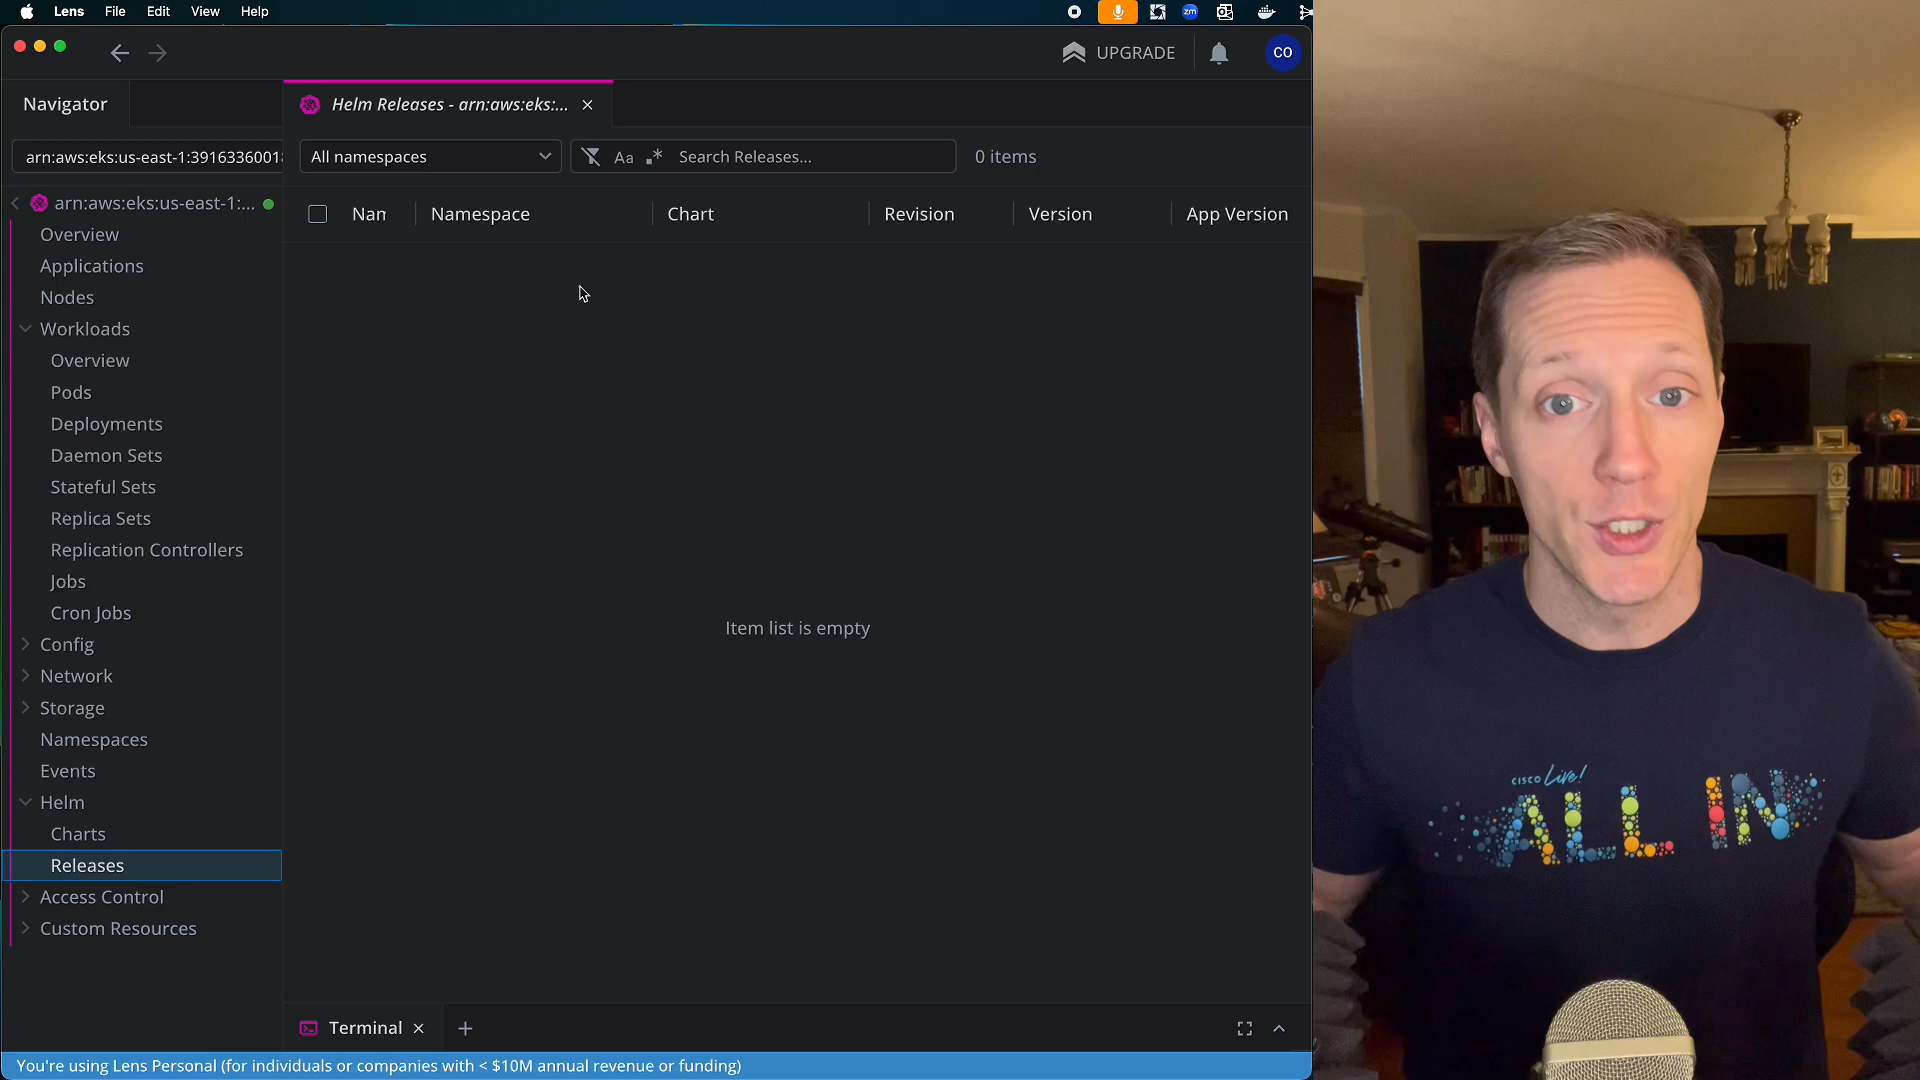 Lens File Edit View Help
zm
UPGRADE
CO
Navigator
Helm Releases - arn:aws:eks:...
arn:aws:eks:us-east-1:3916336001
All namespaces
Aa
.*
Search Releases...
0 items
arn:aws:eks:us-east-1:...
Nan
Namespace
Chart
Revision
Version
App Version
Overview
Applications
Nodes
Workloads
Overview
Pods
Deployments
Daemon Sets
Stateful Sets
Replica Sets
Replication Controllers
Jobs
Cron Jobs
Config
Network
Storage
Namespaces
Events
Helm
Charts
Releases
Access Control
Custom Resources
Item list is empty
Terminal
You're using Lens Personal (for individuals or companies with < $10M annual revenue or funding)
CISCO Live!
ALL IN